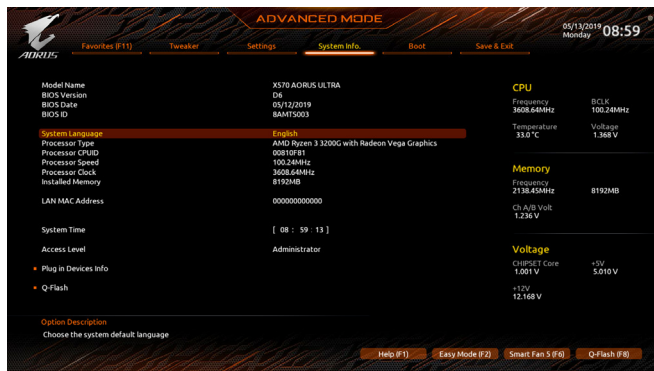 ADVANCED MODE
05/13/2019 Monday 08:59
AORUS
Favorites (F11) Tweaker Settings System Info. Boot Save & Exit
Model Name X570 AORUS ULTRA
BIOS Version D6
BIOS Date 05/12/2019
BIOS ID 8AMTS003
System Language English
Processor Type AMD Ryzen 3 3200G with Radeon Vega Graphics
Processor CPUID 00810F81
Processor Speed 100.24MHz
Processor Clock 3608.64MHz
Installed Memory 8192MB
LAN MAC Address 000000000000
System Time [ 08 : 59 : 13 ]
Access Level Administrator
Plug in Devices Info
Q-Flash
CPU
Frequency BCLK
3608.64MHz 100.24MHz
Temperature Voltage
33.0 °C 1.368 V
Memory
Frequency
2138.45MHz 8192MB
Ch A/B Volt
1.236 V
Voltage
CHIPSET Core +5V
1.001 V 5.010 V
+12V
12.168 V
Option Description
Choose the system default language
Help (F1) Easy Mode (F2) Smart Fan 5 (F6) Q-Flash (F8)